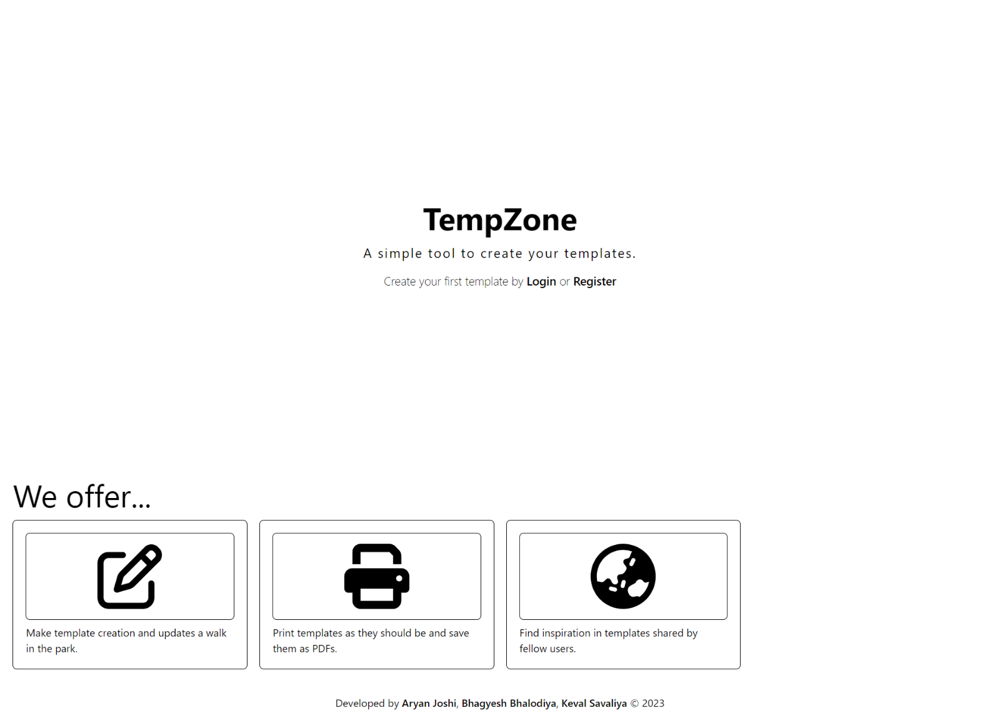 TempZone
A simple tool to create your templates.
Create your first template by Login or Register
We offer...
Make template creation and updates a walk
in the park.
Print templates as they should be and save
them as PDFs.
Find inspiration in templates shared by
fellow users.
Developed by Aryan Joshi, Bhagyesh Bhalodiya, Keval Savaliya © 2023